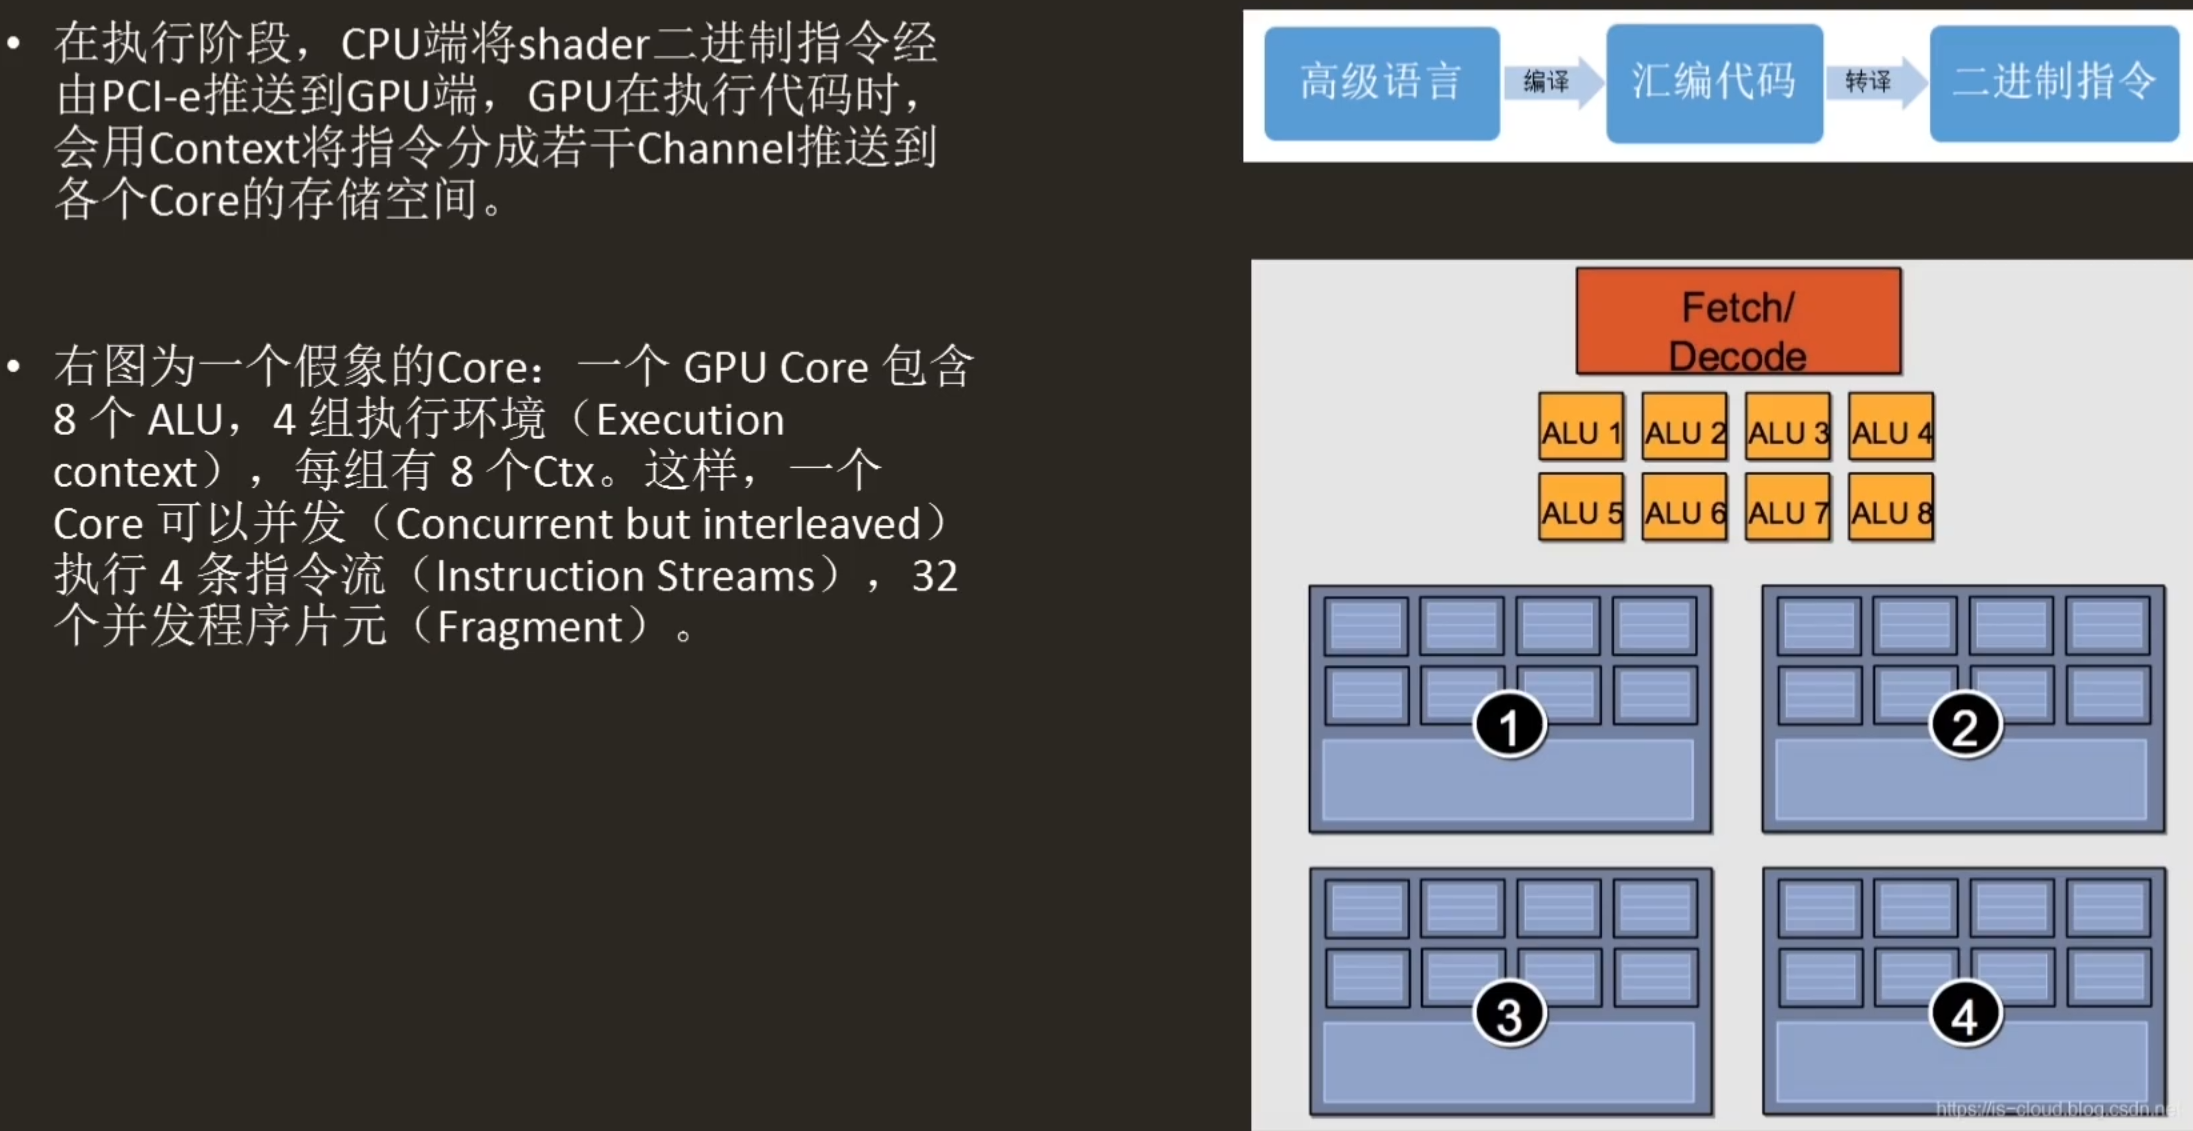 • 在执行阶段，CPU端将shader二进制指令经
由PCI-e推送到GPU端，GPU在执行代码时，
会用Context将指令分成若干Channel推送到
各个Core的存储空间。
• 右图为一个假象的Core：一个 GPU Core 包含
8 个 ALU，4 组执行环境（Execution
context），每组有 8 个Ctx。这样，一个
Core 可以并发（Concurrent but interleaved）
执行 4 条指令流（Instruction Streams），32
个并发程序片元（Fragment）。
高级语言 编译 汇编代码 转译 二进制指令
Fetch/
Decode
ALU 1 ALU 2 ALU 3 ALU 4
ALU 5 ALU 6 ALU 7 ALU 8
1 2
3 4
https://is-cloud.blog.csdn.net